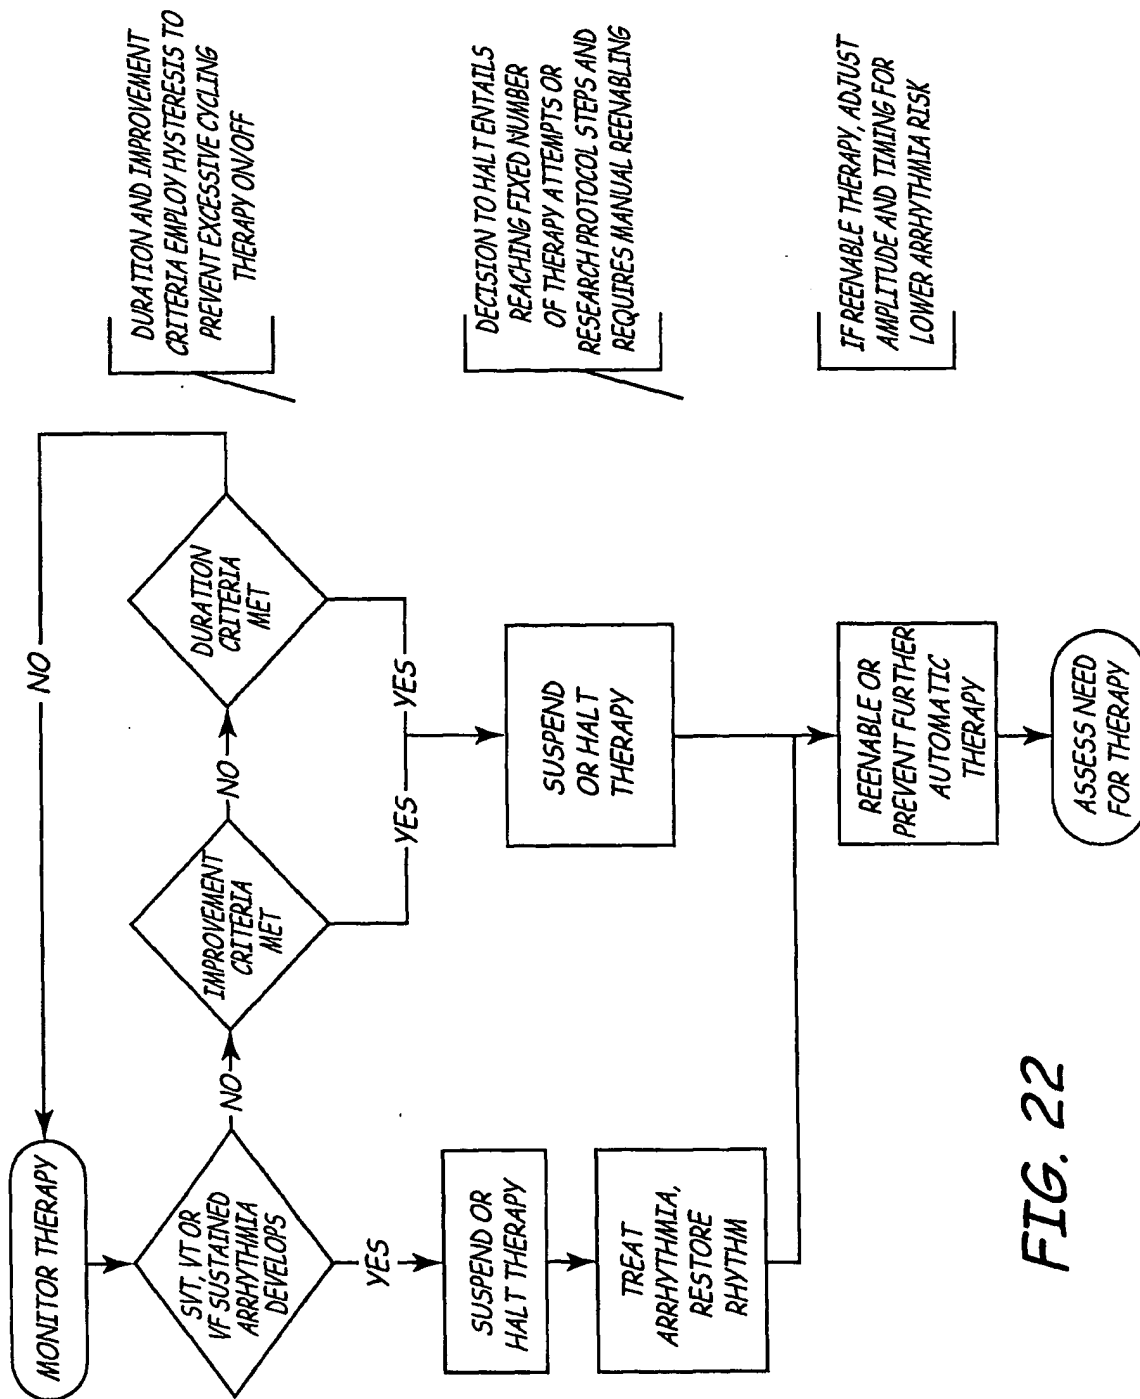 MONITOR THERAPY
NO
SVT, VT OR
VF SUSTAINED
ARRHYTHMIA
DEVELOPS
NO
IMPROVEMENT
CRITERIA
MET
NO
DURATION
CRITERIA
MET
YES
YES
YES
SUSPEND OR
HALT THERAPY
TREAT
ARRHYTHMIA,
RESTORE
RHYTHM
SUSPEND
OR HALT
THERAPY
REENABLE OR
PREVENT FURTHER
AUTOMATIC
THERAPY
ASSESS NEED
FOR THERAPY
DURATION AND IMPROVEMENT
CRITERIA EMPLOY HYSTERESIS TO
PREVENT EXCESSIVE CYCLING
THERAPY ON/OFF
DECISION TO HALT ENTAILS
REACHING FIXED NUMBER
OF THERAPY ATTEMPTS OR
RESEARCH PROTOCOL STEPS AND
REQUIRES MANUAL REENABLING
IF REENABLE THERAPY, ADJUST
AMPLITUDE AND TIMING FOR
LOWER ARRHYTHMIA RISK
FIG. 22